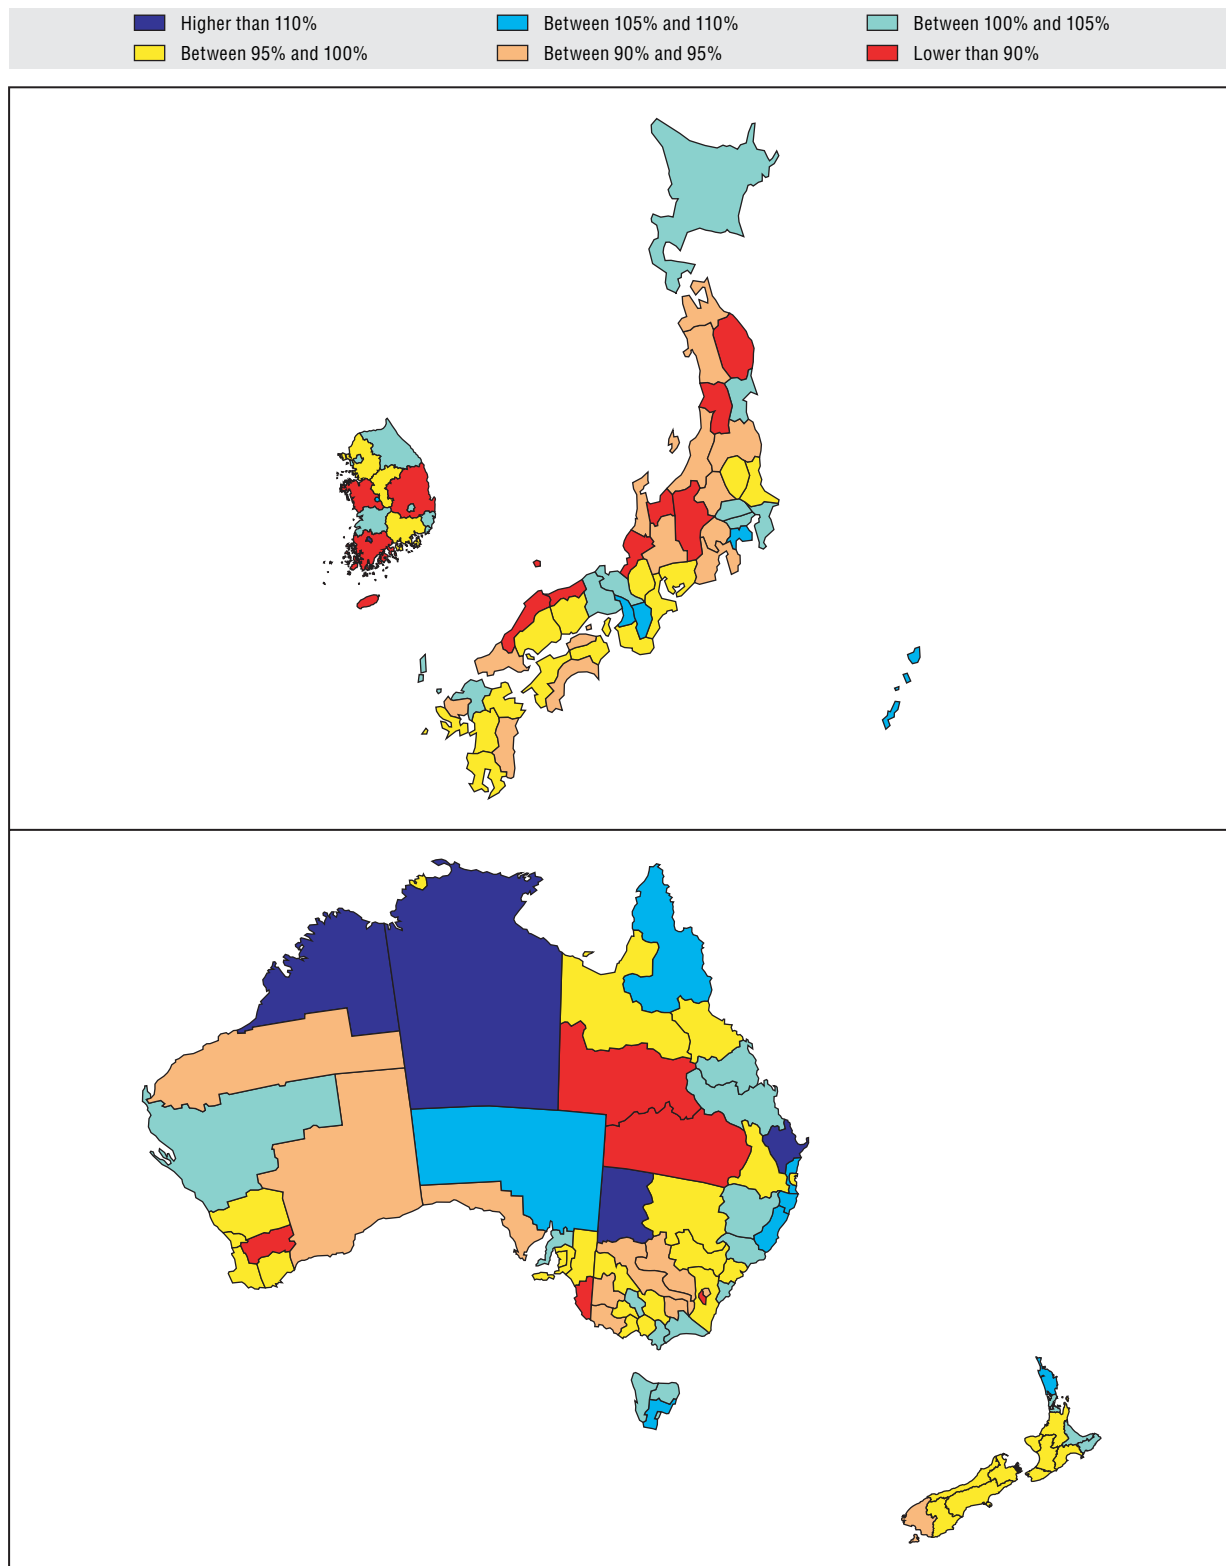 Higher than 110% Between 105% and 110% Between 100% and 105%
Between 95% and 100% Between 90% and 95% Lower than 90%